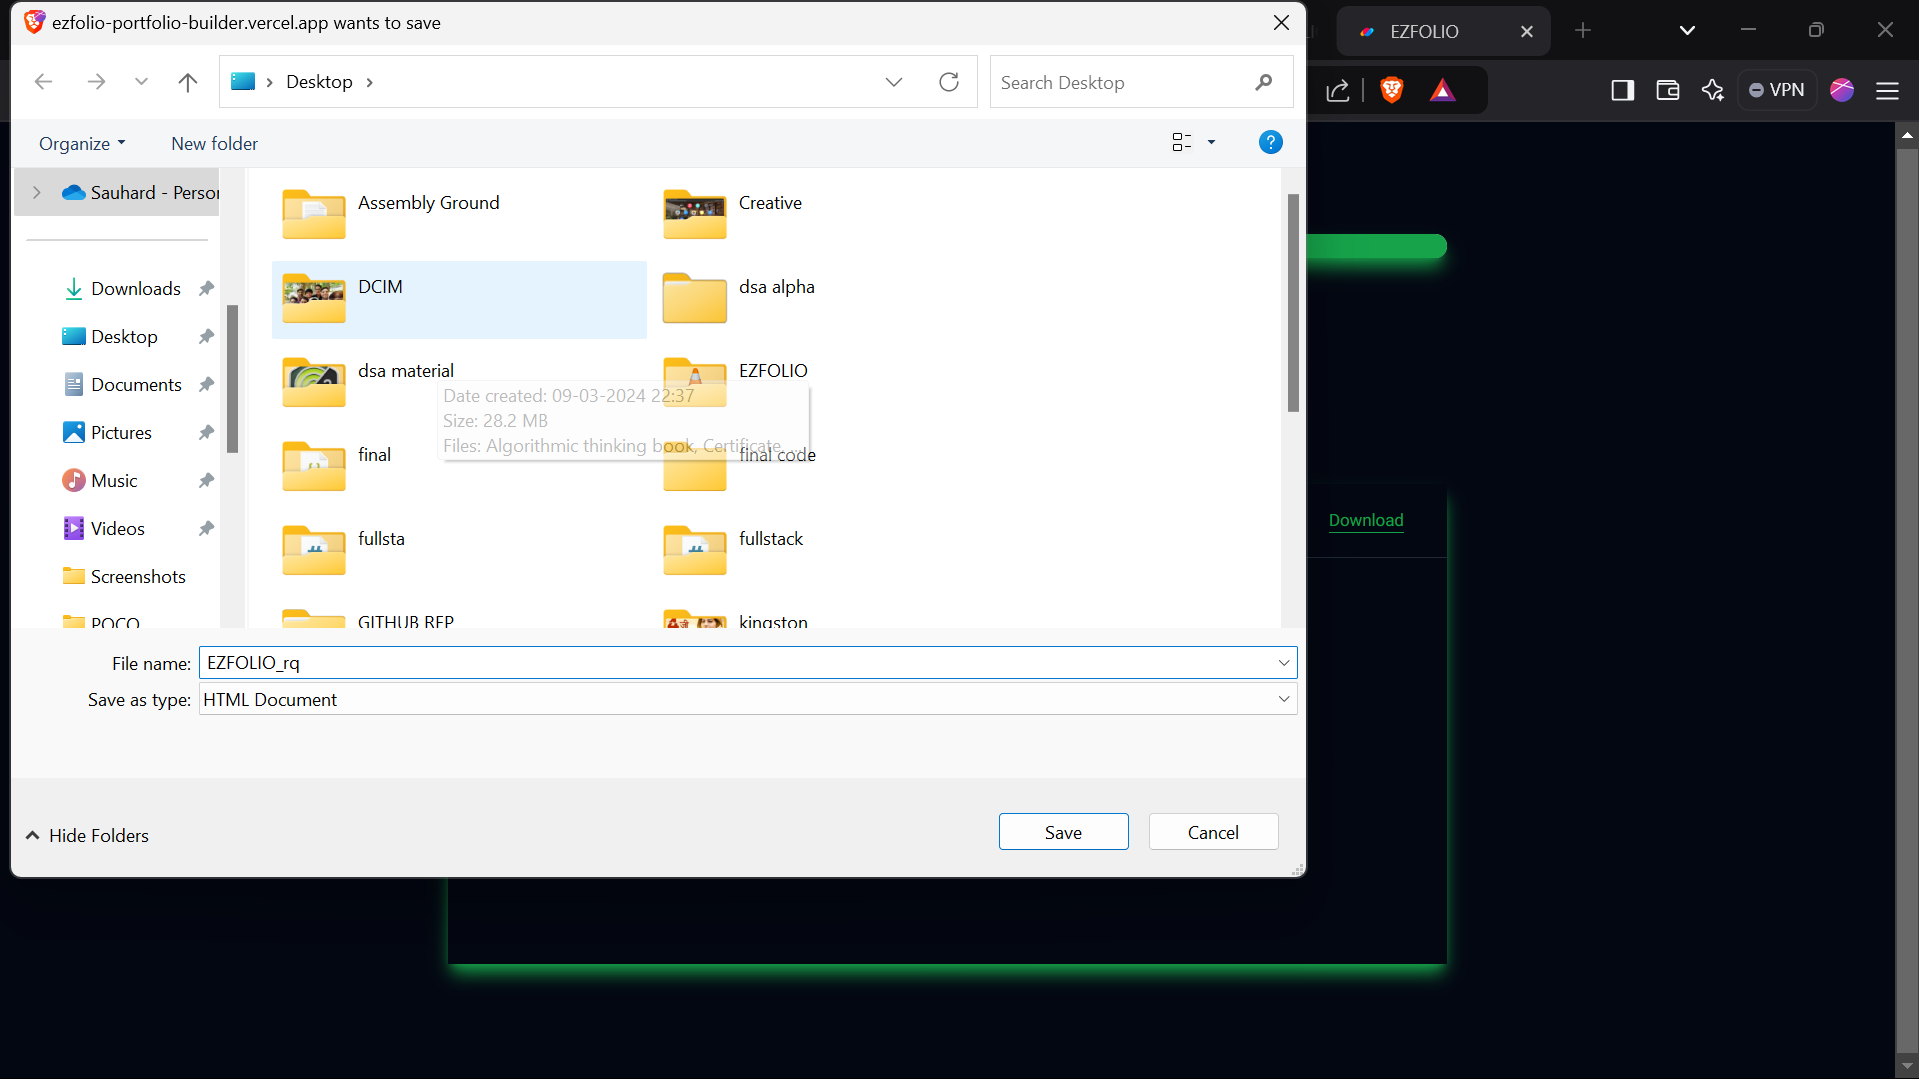 ezfolio-portfolio-builder.vercel.app wants to save
EZFOLIO
Desktop
Search Desktop
VPN
Organize
New folder
Sauhard - Person
Assembly Ground
Creative
Downloads
DCIM
dsa alpha
Desktop
dsa material
EZFOLIO
Documents
Date created: 09-03-2024 22:37
Size: 28.2 MB
Files: Algorithmic thinking book, Certificate, ...
Pictures
final
final code
Music
Videos
fullsta
fullstack
Download
Screenshots
POCO
GITHUB REP
kingston
File name: EZFOLIO_rq
Save as type: HTML Document
Hide Folders
Save
Cancel